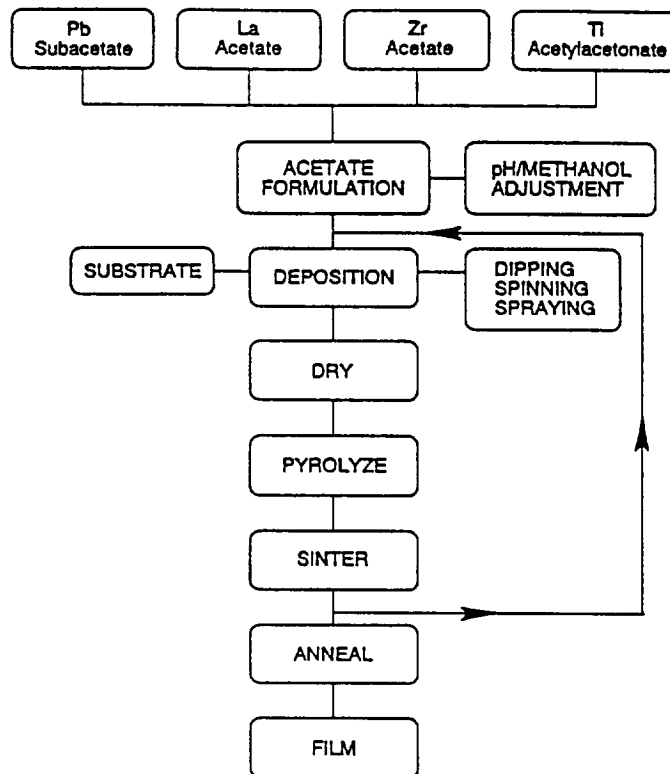 Pb
Subacetate
La
Acetate
Zr
Acetate
Ti
Acetylacetonate
ACETATE
FORMULATION
pH/METHANOL
ADJUSTMENT
SUBSTRATE
DEPOSITION
DIPPING
SPINNING
SPRAYING
DRY
PYROLYZE
SINTER
ANNEAL
FILM